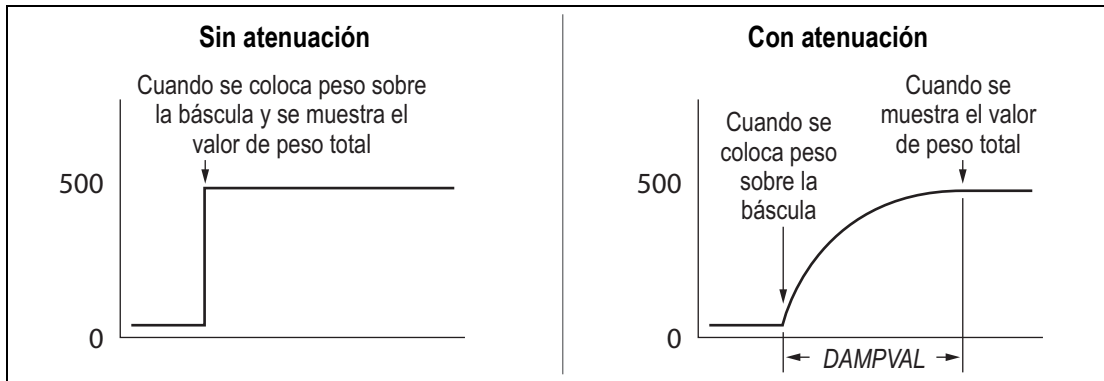 Sin atenuación
Cuando se coloca peso sobre
la báscula y se muestra el
valor de peso total
500
0
Con atenuación
Cuando se
muestra el valor
de peso total
Cuando se
coloca peso
sobre la
báscula
500
0
DAMPVAL